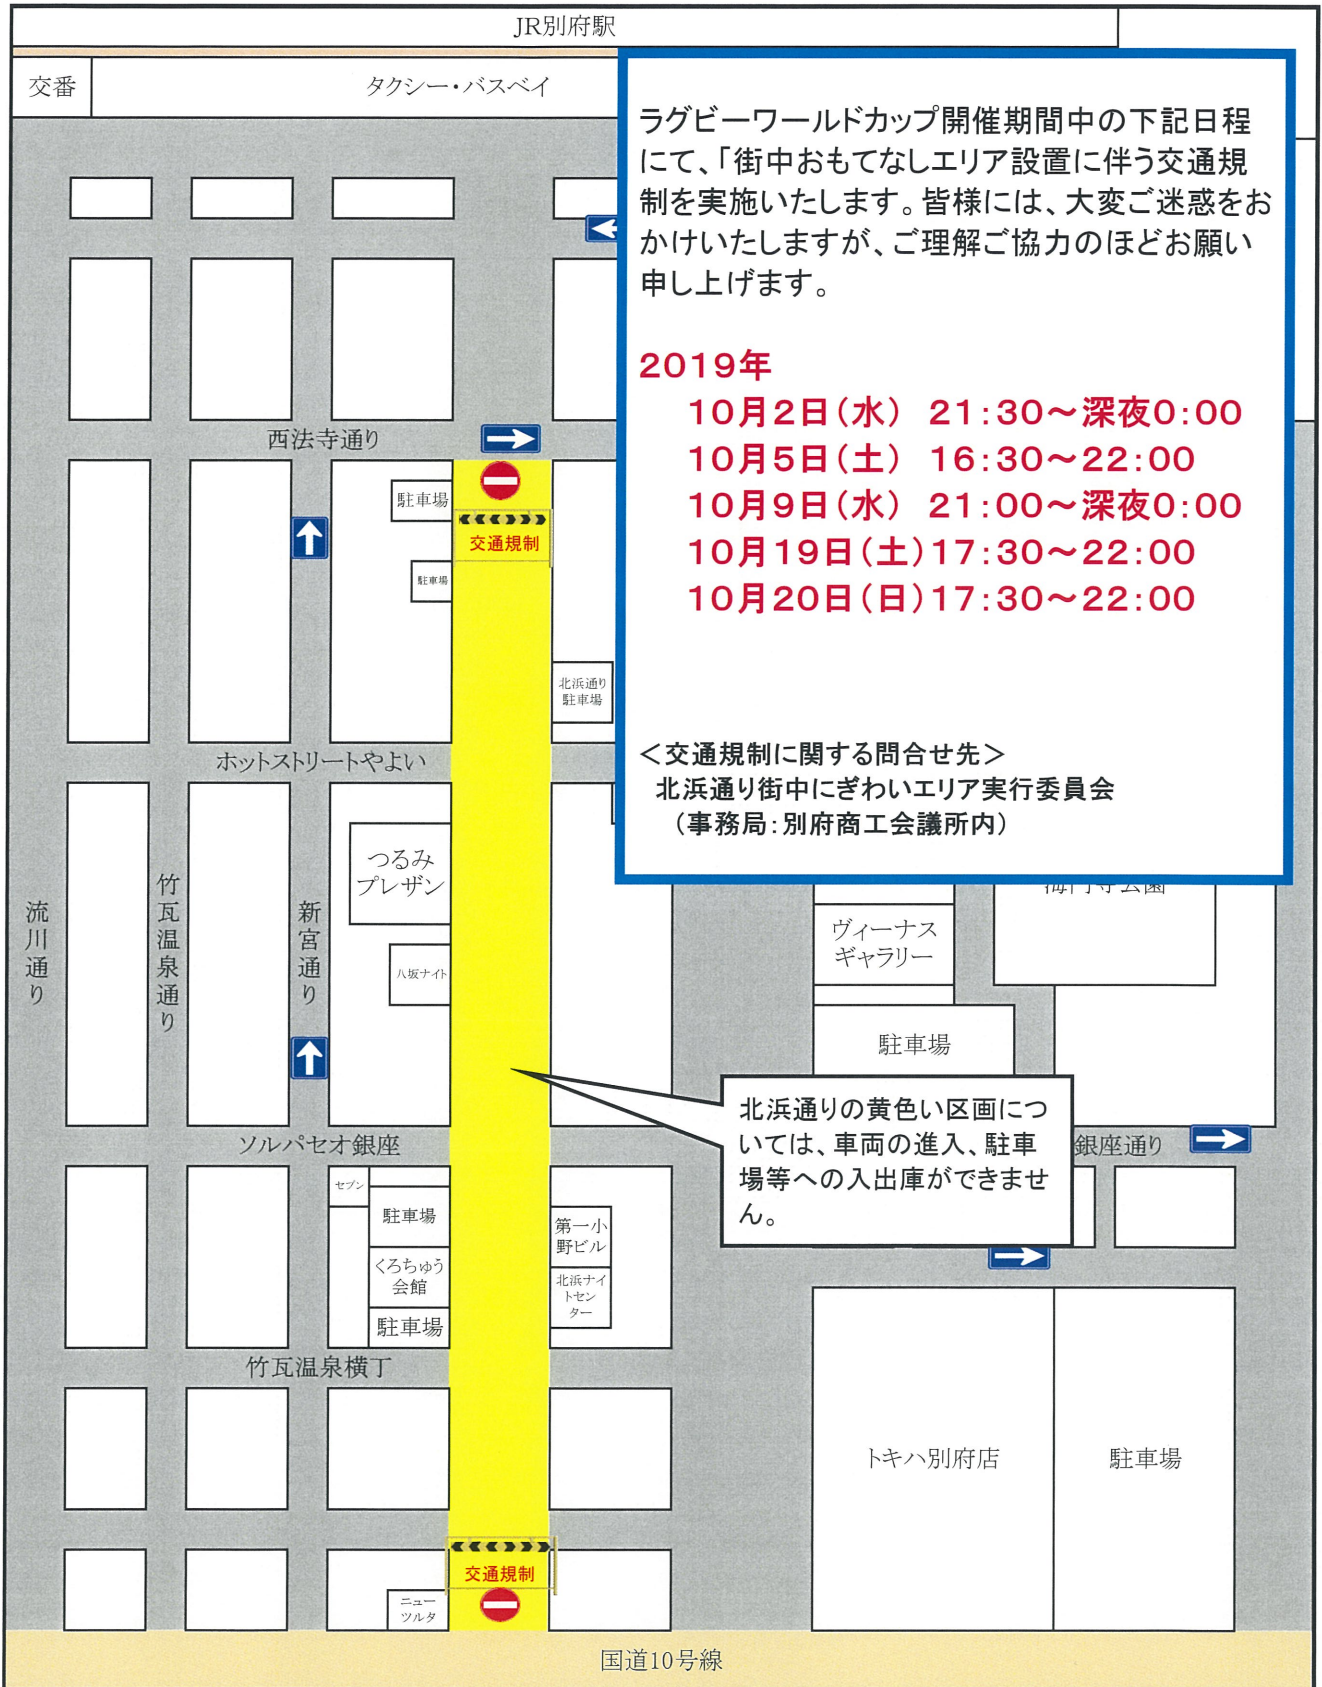 JR別府駅
交番
タクシー・バスベイ
ラグビーワールドカップ開催期間中の下記日程
にて、「街中おもてなしエリア設置に伴う交通規
制を実施いたします。皆様には、大変ご迷惑をお
かけいたしますが、ご理解ご協力のほどお願い
申し上げます。
2019年
10月2日(水) 21:30~深夜0:00
10月5日(土) 16:30~22:00
10月9日(水) 21:00~深夜0:00
10月19日(土)17:30~22:00
10月20日(日)17:30~22:00
<交通規制に関する問合せ先>
北浜通り街中にぎわいエリア実行委員会
(事務局:別府商工会議所内)
西法寺通り
駐車場
交通規制
駐車場
北浜通り
駐車場
ホットストリートやよい
つるみ
プレザン
流川通り
竹瓦温泉通り
新宮通り
八坂ナイト
海門寺公園
ヴィーナス
ギャラリー
駐車場
北浜通りの黄色い区画につ
いては、車両の進入、駐車
場等への入出庫ができませ
ん。
ソルパセオ銀座
銀座通り
セブン
駐車場
くろちゅう
会館
駐車場
第一小
野ビル
北浜ナイ
トセン
ター
竹瓦温泉横丁
トキハ別府店
駐車場
交通規制
ニュー
ツルタ
国道10号線